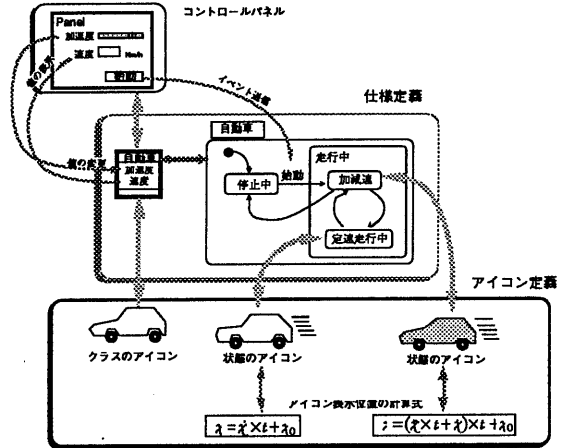 コントロールパネル
Panel
加速度
速度 Km/h
始動
値の表示
イベント送信
仕様定義
自動車
自動車
加速度
速度
値の変更
走行中
停止中
始動
加減速
定速走行中
アイコン定義
クラスのアイコン
状態のアイコン
状態のアイコン
アイコン表示位置の計算式